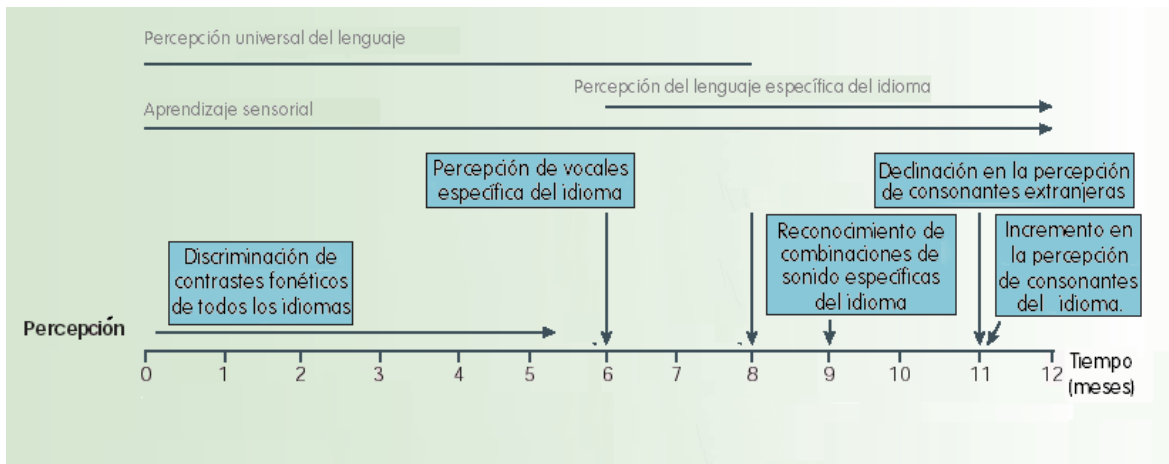 Percepción universal del lenguaje
Percepción del lenguaje específica del idioma
Aprendizaje sensorial
Percepción de vocales
específica del idioma
Declinación en la percepción
de consonantes extranjeras
Discriminación de
contrastes fonéticos
de todos los idiomas
Reconocimiento de
combinaciones de
sonido específicas
del idioma
Incremento en
la percepción
de consonantes
del idioma.
Percepción
0 1 2 3 4 5 6 7 8 9 10 11 12
Tiempo
(meses)